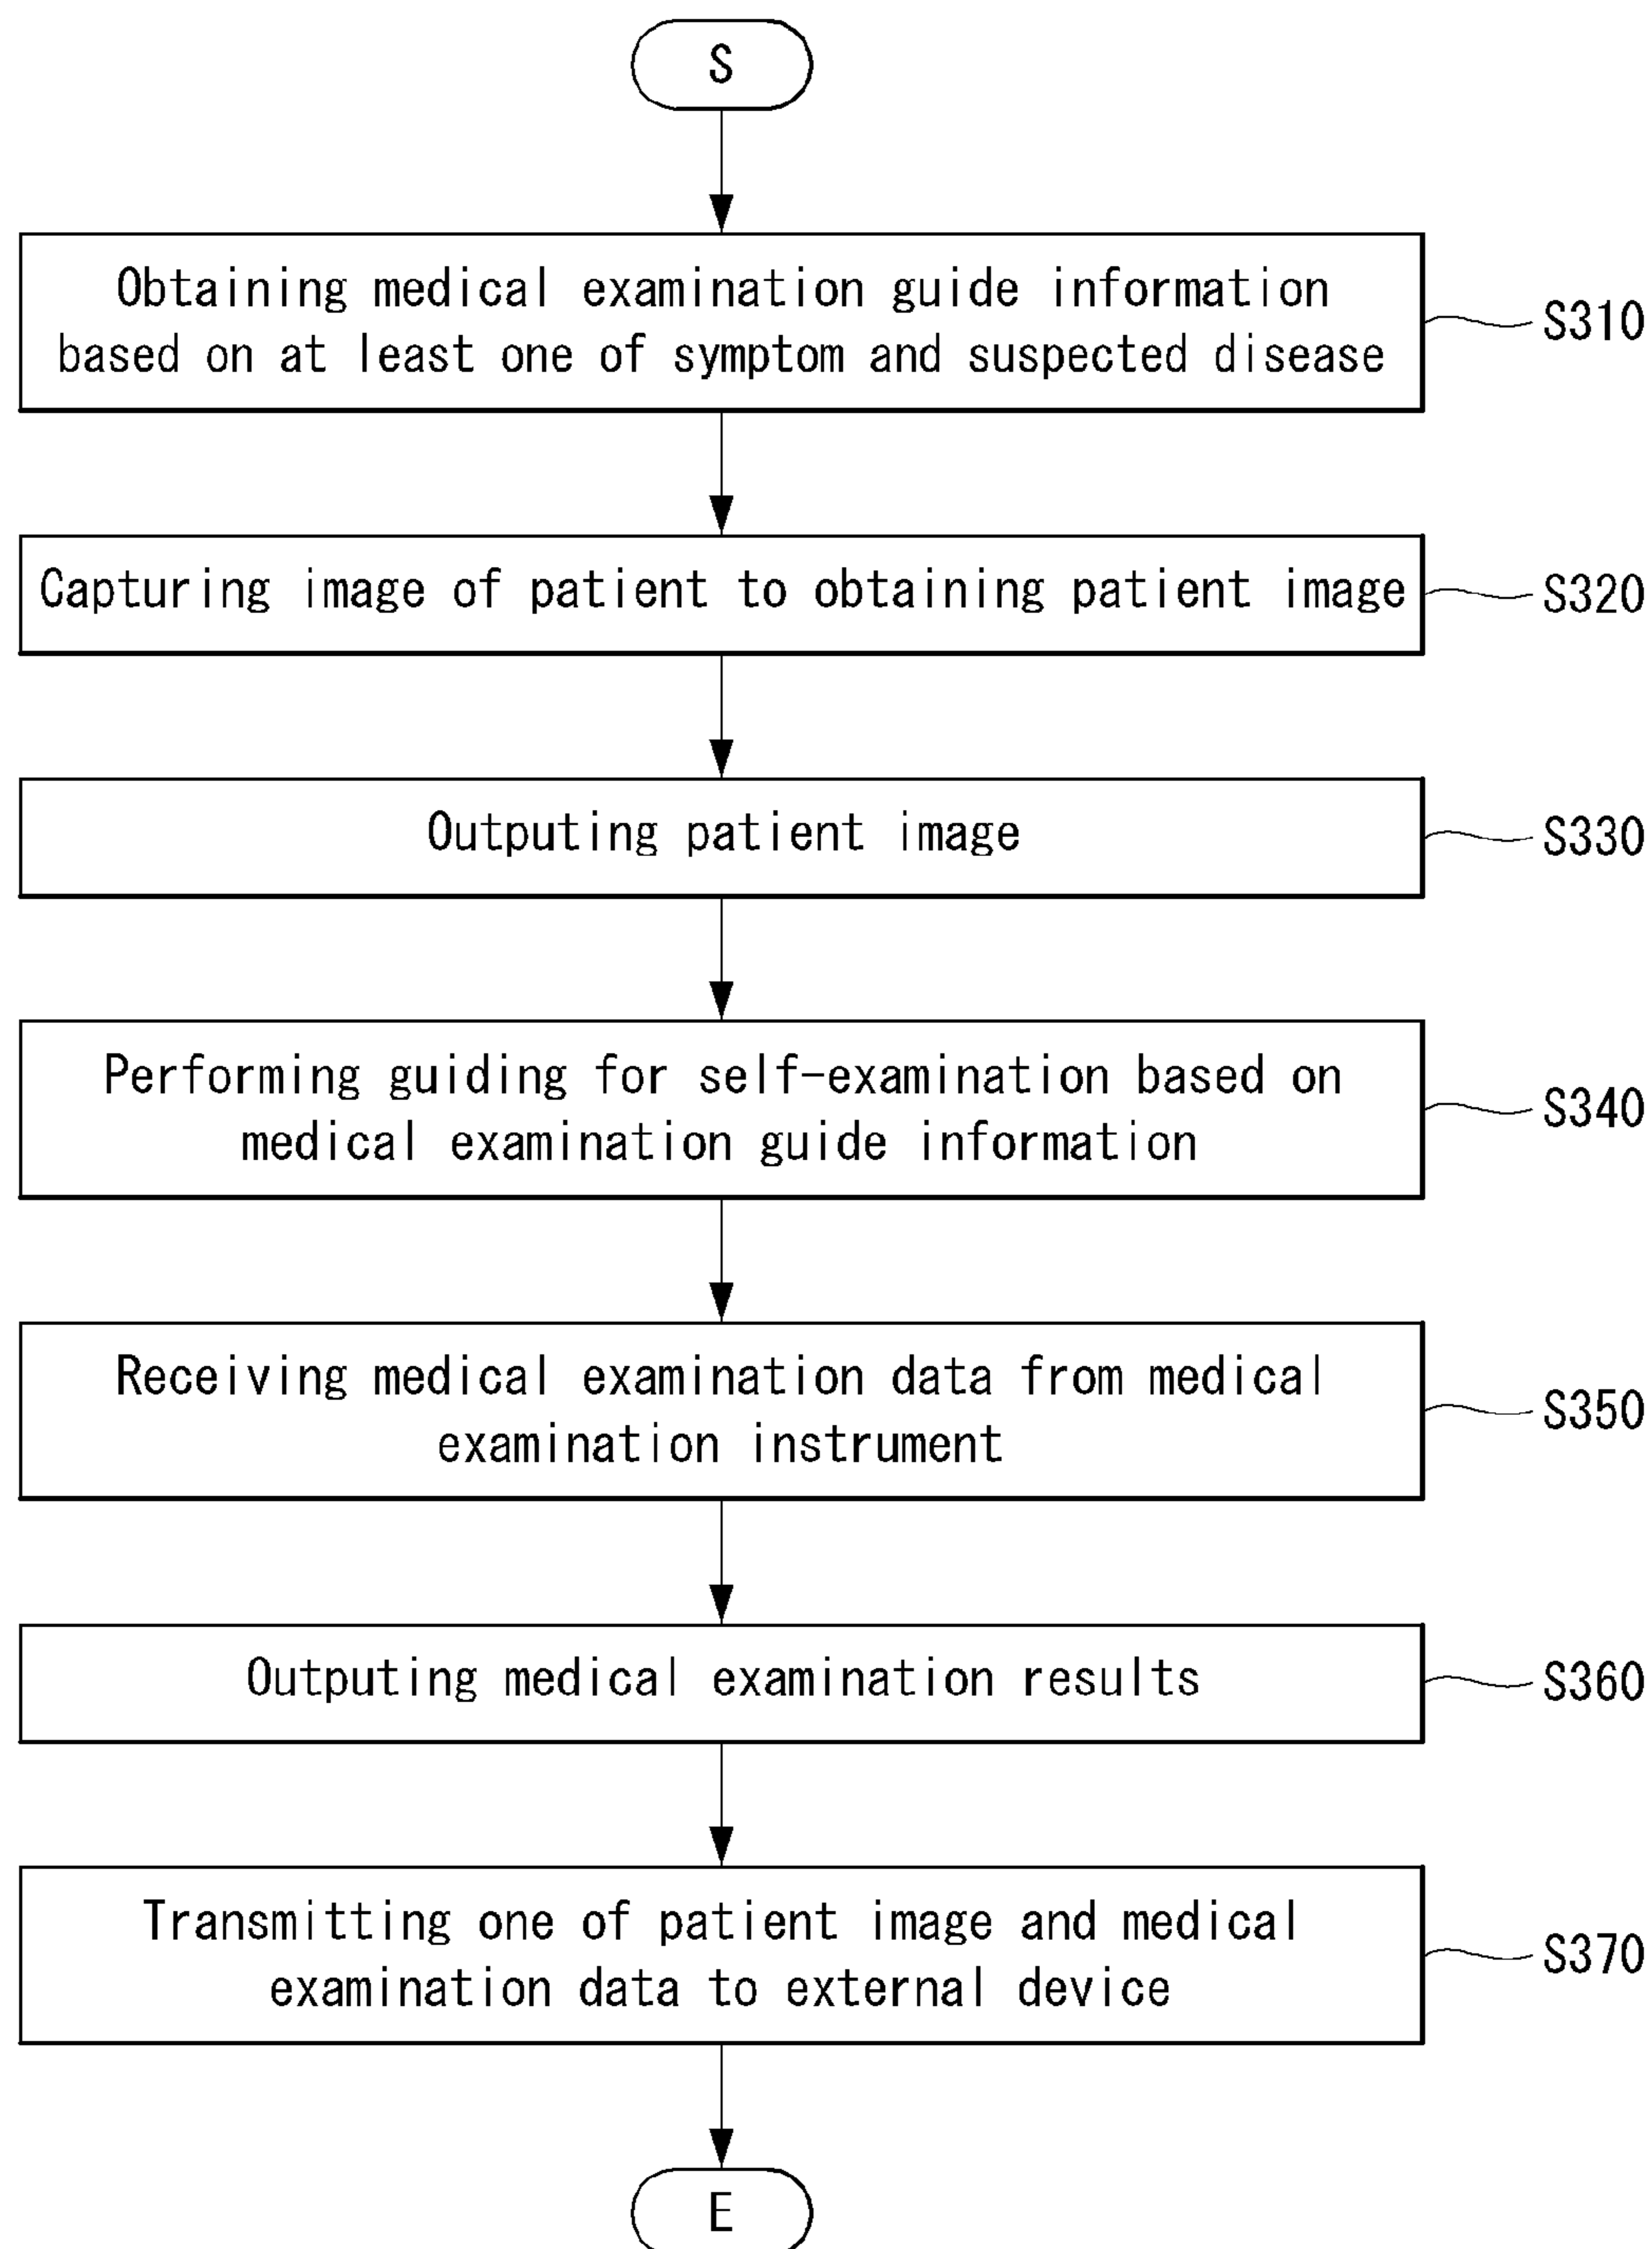 S
Obtaining medical examination guide information
based on at least one of symptom and suspected disease
S310
Capturing image of patient to obtaining patient image
S320
Outputing patient image
S330
Performing guiding for self-examination based on
medical examination guide information
S340
Receiving medical examination data from medical
examination instrument
S350
Outputing medical examination results
S360
Transmitting one of patient image and medical
examination data to external device
S370
E